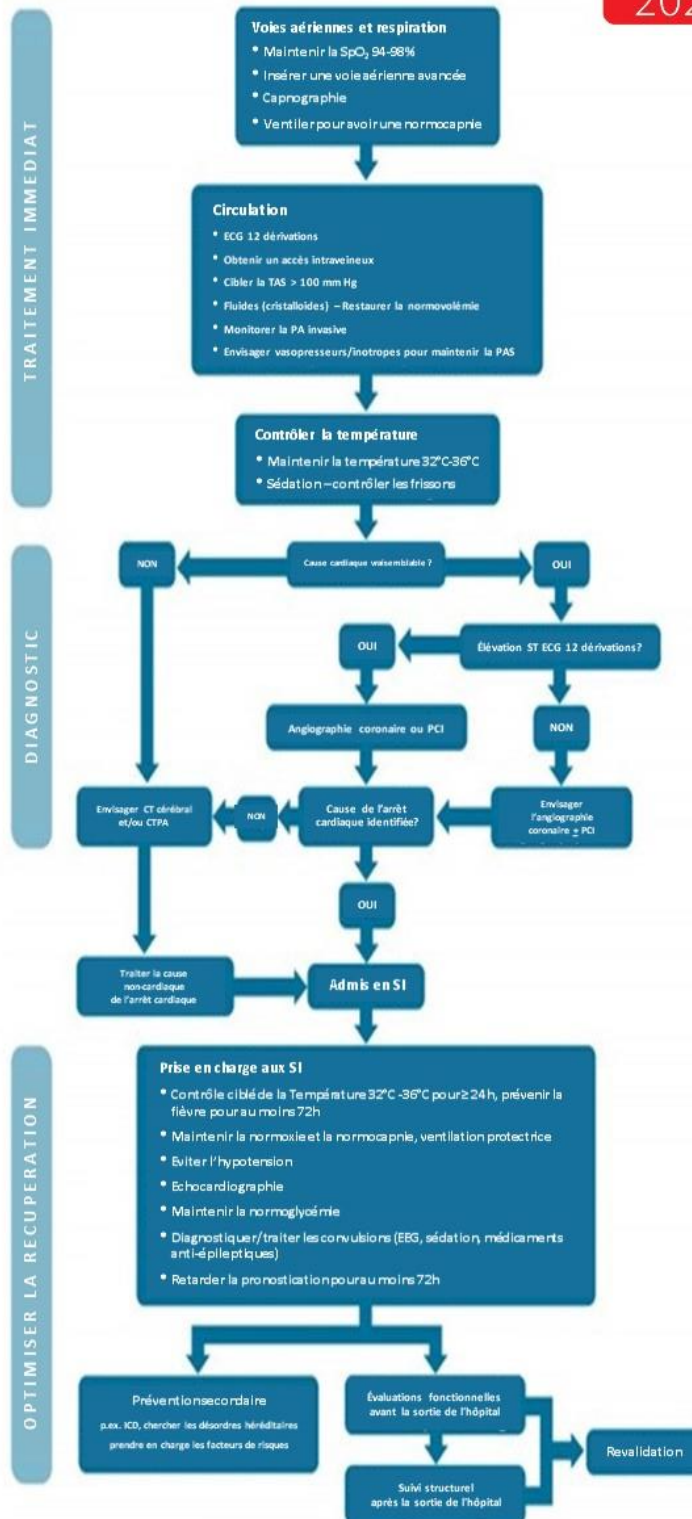 202
TRAITEMENT IMMEDIAT
Voies aériennes et respiration
• Maintenir la SpO2 94-98%
• Insérer une voie aérienne avancée
• Capnographie
• Ventiler pour avoir une normocapnie
Circulation
• ECG 12 dérivations
• Obtenir un accès intraveineux
• Cibler la TAS > 100 mm Hg
• Fluides (cristalloides) – Restaurer la normovolémie
• Monitorer la PA invasive
• Envisager vasopresseurs/inotropes pour maintenir la PAS
Contrôler la température
• Maintenir la température 32°C-36°C
• Sédation – contrôler les frissons
DIAGNOSTIC
NON
Cause cardiaque vraisemblable ?
OUI
OUI
Élévation ST ECG 12 dérivations?
Angiographie coronaire ou PCI
NON
Envisager CT cérébral
et/ou CTPA
NON
Cause de l'arrêt
cardiaque identifiée?
Envisager
l'angiographie
coronaire ± PCI
OUI
Traiter la cause
non-cardiaque
de l'arrêt cardiaque
Admis en SI
OPTIMISER LA RECUPERATION
Prise en charge aux SI
• Contrôle ciblé de la Température 32°C -36°C pour ≥ 24h, prévenir la
fièvre pour au moins 72h
• Maintenir la normoxie et la normocapnie, ventilation protectrice
• Eviter l'hypotension
• Echocardiographie
• Maintenir la normoglycémie
• Diagnostiquer/traiter les convulsions (EEG, sédation, médicaments
anti-épileptiques)
• Retarder la pronostication pour au moins 72h
Prévention secondaire
p.ex. ICD, chercher les désordres héréditaires
prendre en charge les facteurs de risques
Évaluations fonctionnelles
avant la sortie de l'hôpital
Revalidation
Suivi structurel
après la sortie de l'hôpital